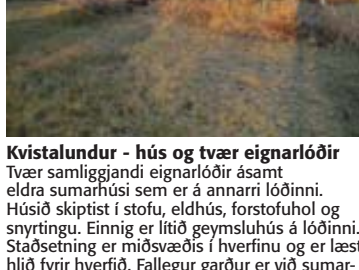 Kvistalundur - hús og tvær eignarlóðir
Tvær samliggjandi eignarlóðir ásamt
eldra sumarhúsi sem er á annarri lóðinni.
Húsið skiptist í stofu, eldhús, forstofuhol og
snyrtingu. Einnig er lítið geymsluhús á lóðinni.
Staðsetning er miðsvæðis í hverfinu og er læst
hlið fyrir hverfið. Fallegur garður er við sumar-